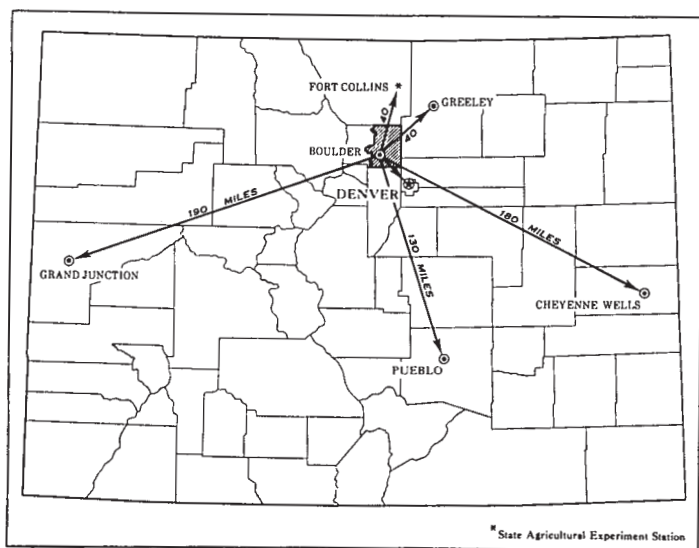 FORT COLLINS *
GREELEY
40
40
BOULDER
DENVER
190 MILES
180 MILES
130 MILES
GRAND JUNCTION
CHEYENNE WELLS
PUEBLO
* State Agricultural Experiment Station